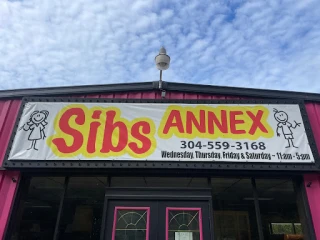 Sibs ANNEX
304-559-3168
Wednesday, Thursday, Friday & Saturday ~ 11am - 5pm